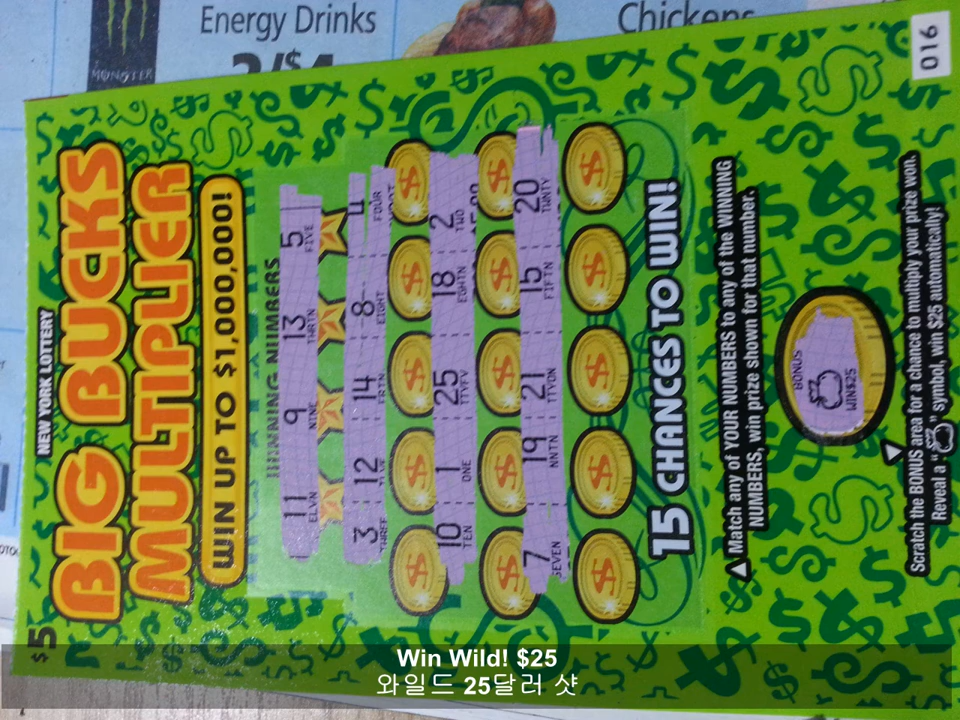 MONSTER
Energy Drinks
Chickens
016
NEW YORK LOTTERY
$5
BIG BUCKS
MULTIPLIER
WIN UP TO $1,000,000!
WINNING NUMBERS
11 9 13 5
ELVN NINE THRTN FIVE
3 12 14 8 4
THREE TLVE FRTN EIGHT FOUR
10 1 25 18 2
TEN ONE TTYFV EGHTN TWO
7 19 21 15 20
SEVEN NNTN TTYON FIFTN TWNTY
15 CHANCES TO WIN!
Match any of YOUR NUMBERS to any of the WINNING
NUMBERS, win prize shown for that number.
BONUS
WIN$25
Scratch the BONUS area for a chance to multiply your prize won.
Reveal a " " symbol, win $25 automatically!
Win Wild! $25
와일드 25달러 샷